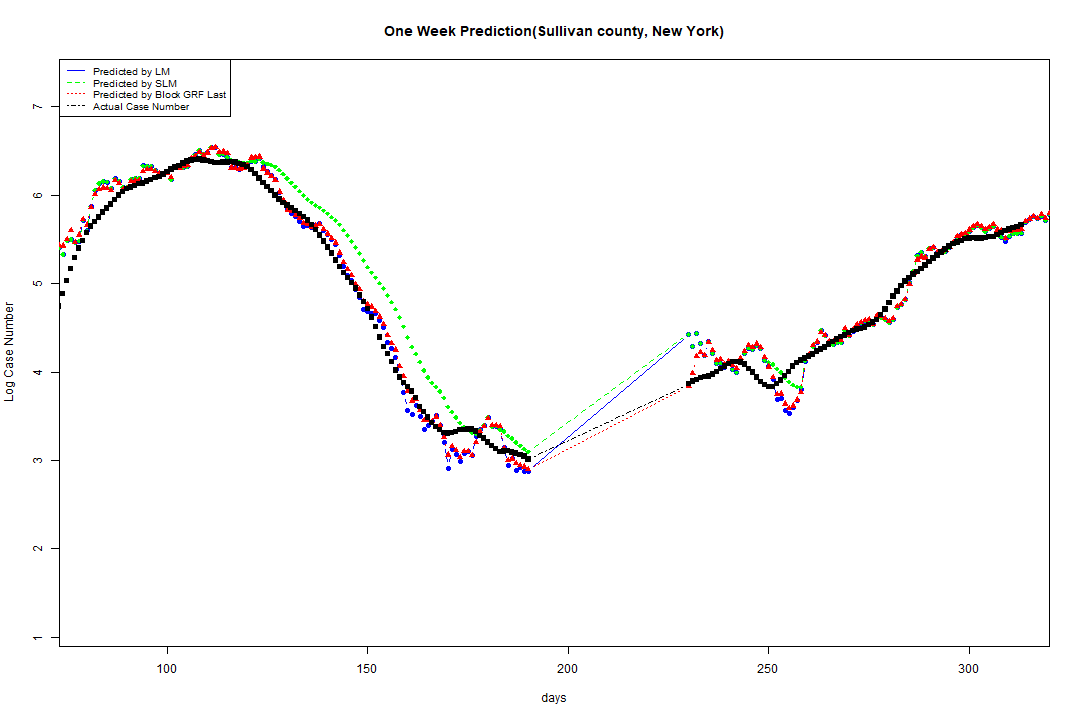 One Week Prediction(Sullivan county, New York)
Predicted by LM
Predicted by SLM
Predicted by Block GRF Last
Actual Case Number
Log Case Number
7
6
5
4
3
2
1
100 150 200 250 300
days